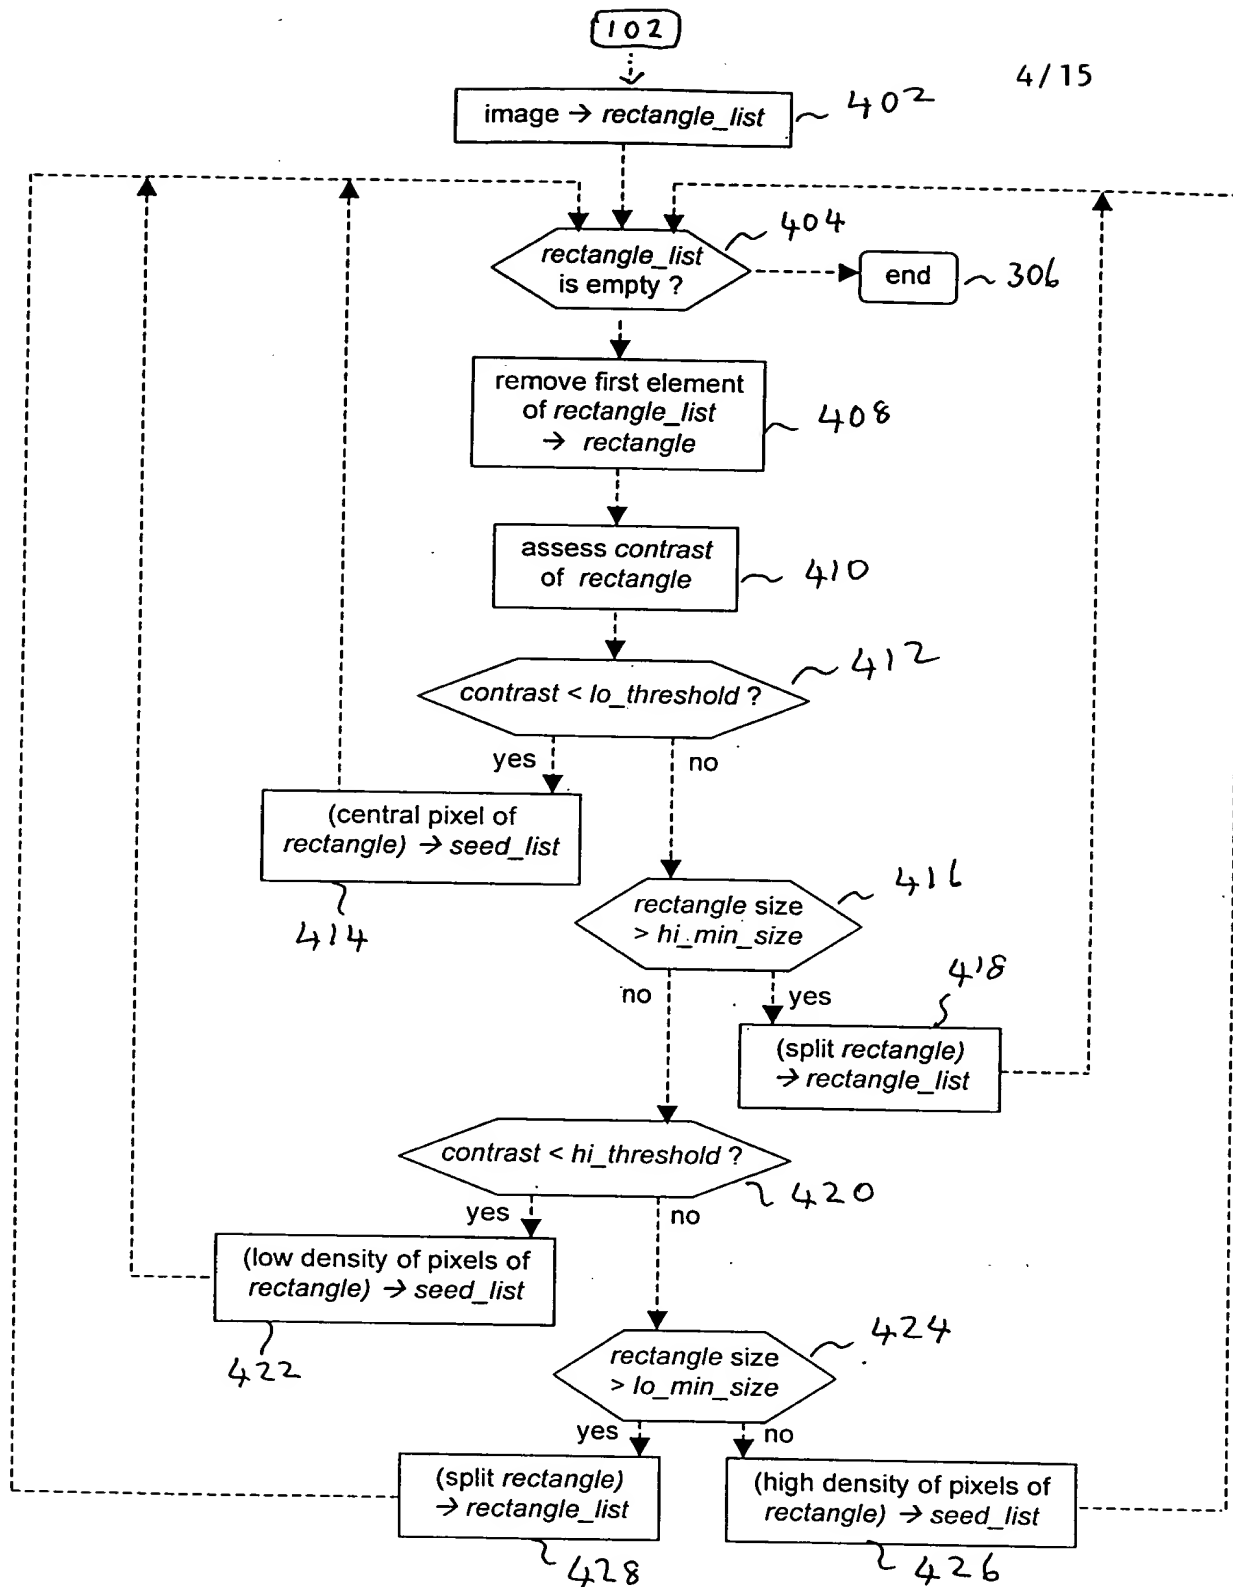 102
4/15
image → rectangle_list
402
404
rectangle_list
is empty ?
end
306
remove first element
of rectangle_list
→ rectangle
408
assess contrast
of rectangle
410
412
contrast < lo_threshold ?
yes
no
(central pixel of
rectangle) → seed_list
414
416
rectangle size
> hi_min_size
no
yes
418
(split rectangle)
→ rectangle_list
contrast < hi_threshold ?
420
yes
no
(low density of pixels of
rectangle) → seed_list
422
424
rectangle size
> lo_min_size
yes
no
(split rectangle)
→ rectangle_list
(high density of pixels of
rectangle) → seed_list
428
426